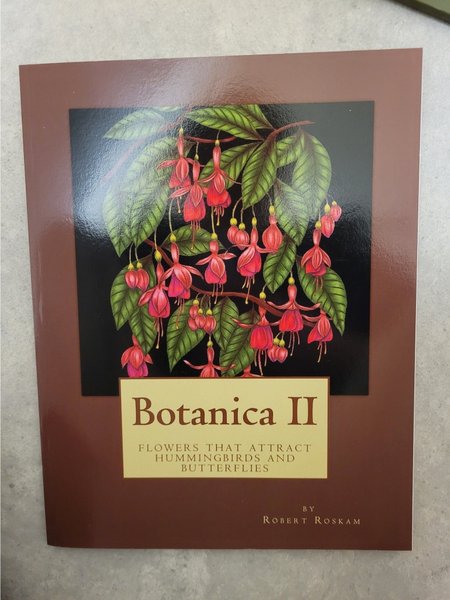 Botanica II
FLOWERS THAT ATTRACT
HUMMINGBIRDS AND
BUTTERFLIES
BY
ROBERT ROSKAM